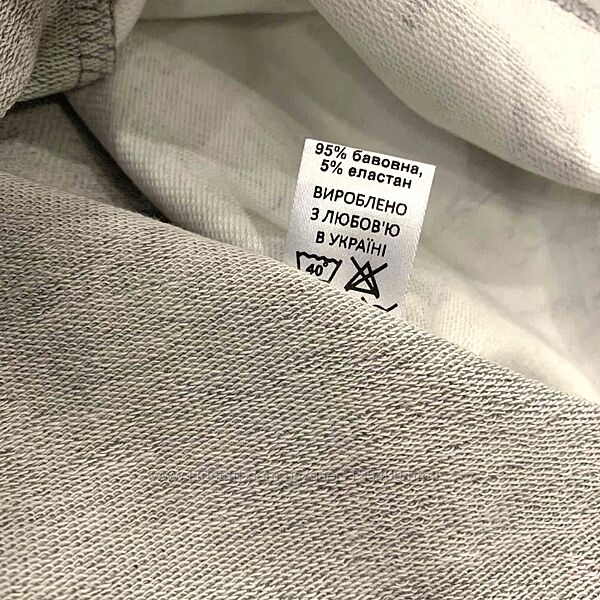 95% бавовна,
5% еластан
ВИРОБЛЕНО
З ЛЮБОВ'Ю
В УКРАЇНІ
40°